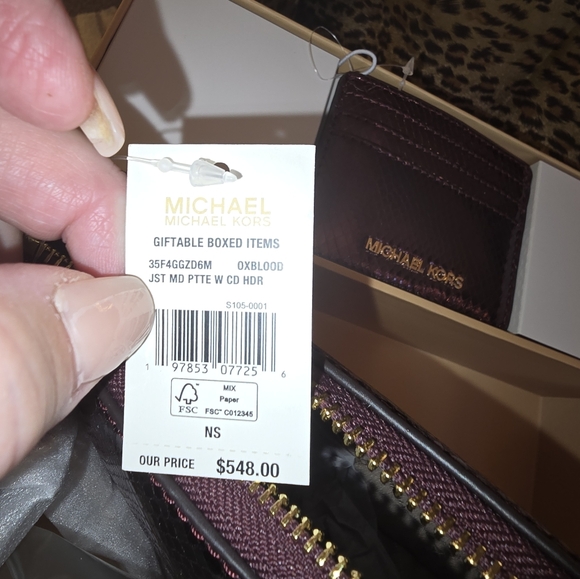 MICHAEL
MICHAEL KORS
GIFTABLE BOXED ITEMS
35F4GGZD6M OXBLOOD
JST MD PTTE W CD HDR
S105-0001
1 97853 07725 6
FSC
MIX
Paper
FSC™ C012345
NS
OUR PRICE $548.00
MICHAEL KORS